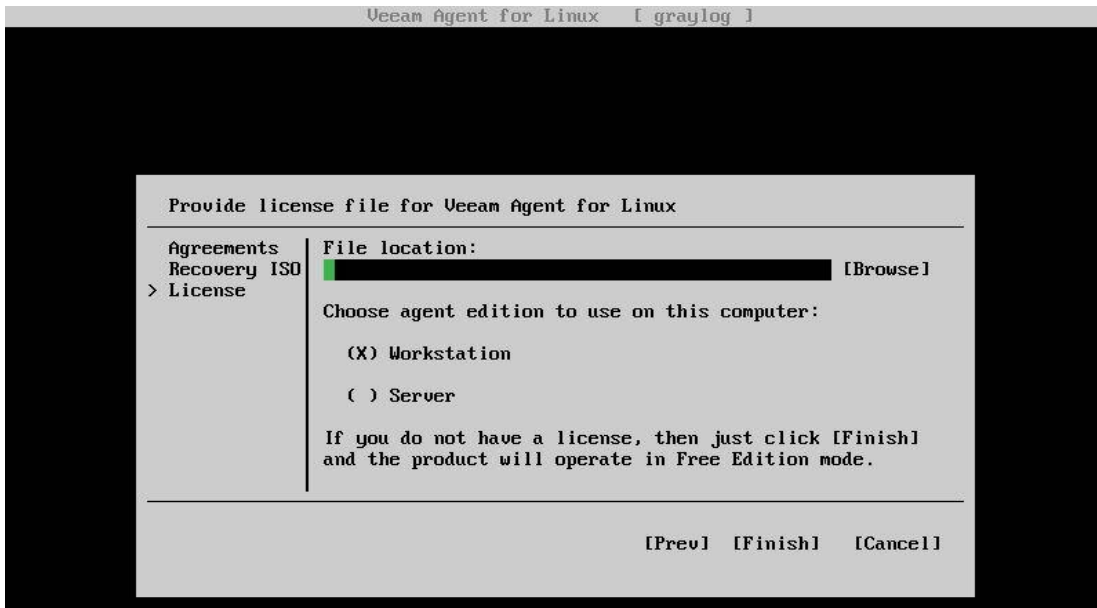 Veeam Agent for Linux [ graylog ]
Provide license file for Veeam Agent for Linux
Agreements
Recovery ISO
> License
File location:
[Browse]
Choose agent edition to use on this computer:
(X) Workstation
( ) Server
If you do not have a license, then just click [Finish]
and the product will operate in Free Edition mode.
[Prev] [Finish] [Cancel]